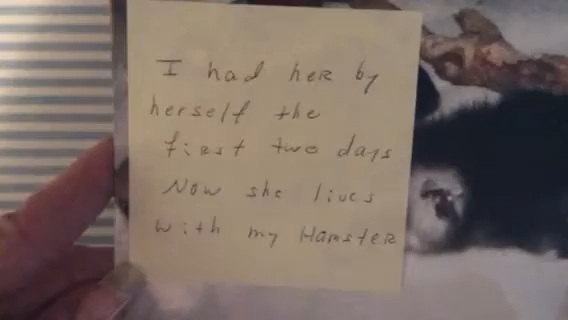 I had her by
herself the
first two days
Now she lives
with my Hamster